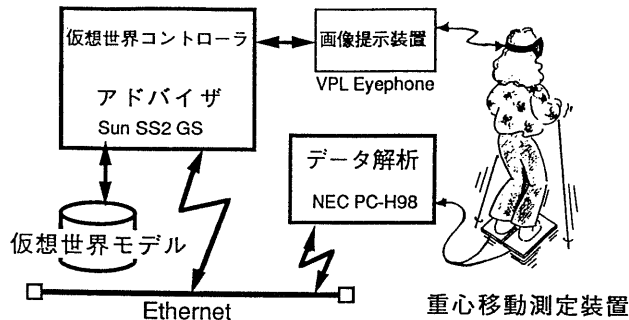 仮想世界コントローラ
アドバイザ
Sun SS2 GS
画像提示装置
VPL Eyephone
データ解析
NEC PC-H98
仮想世界モデル
Ethernet
重心移動測定装置